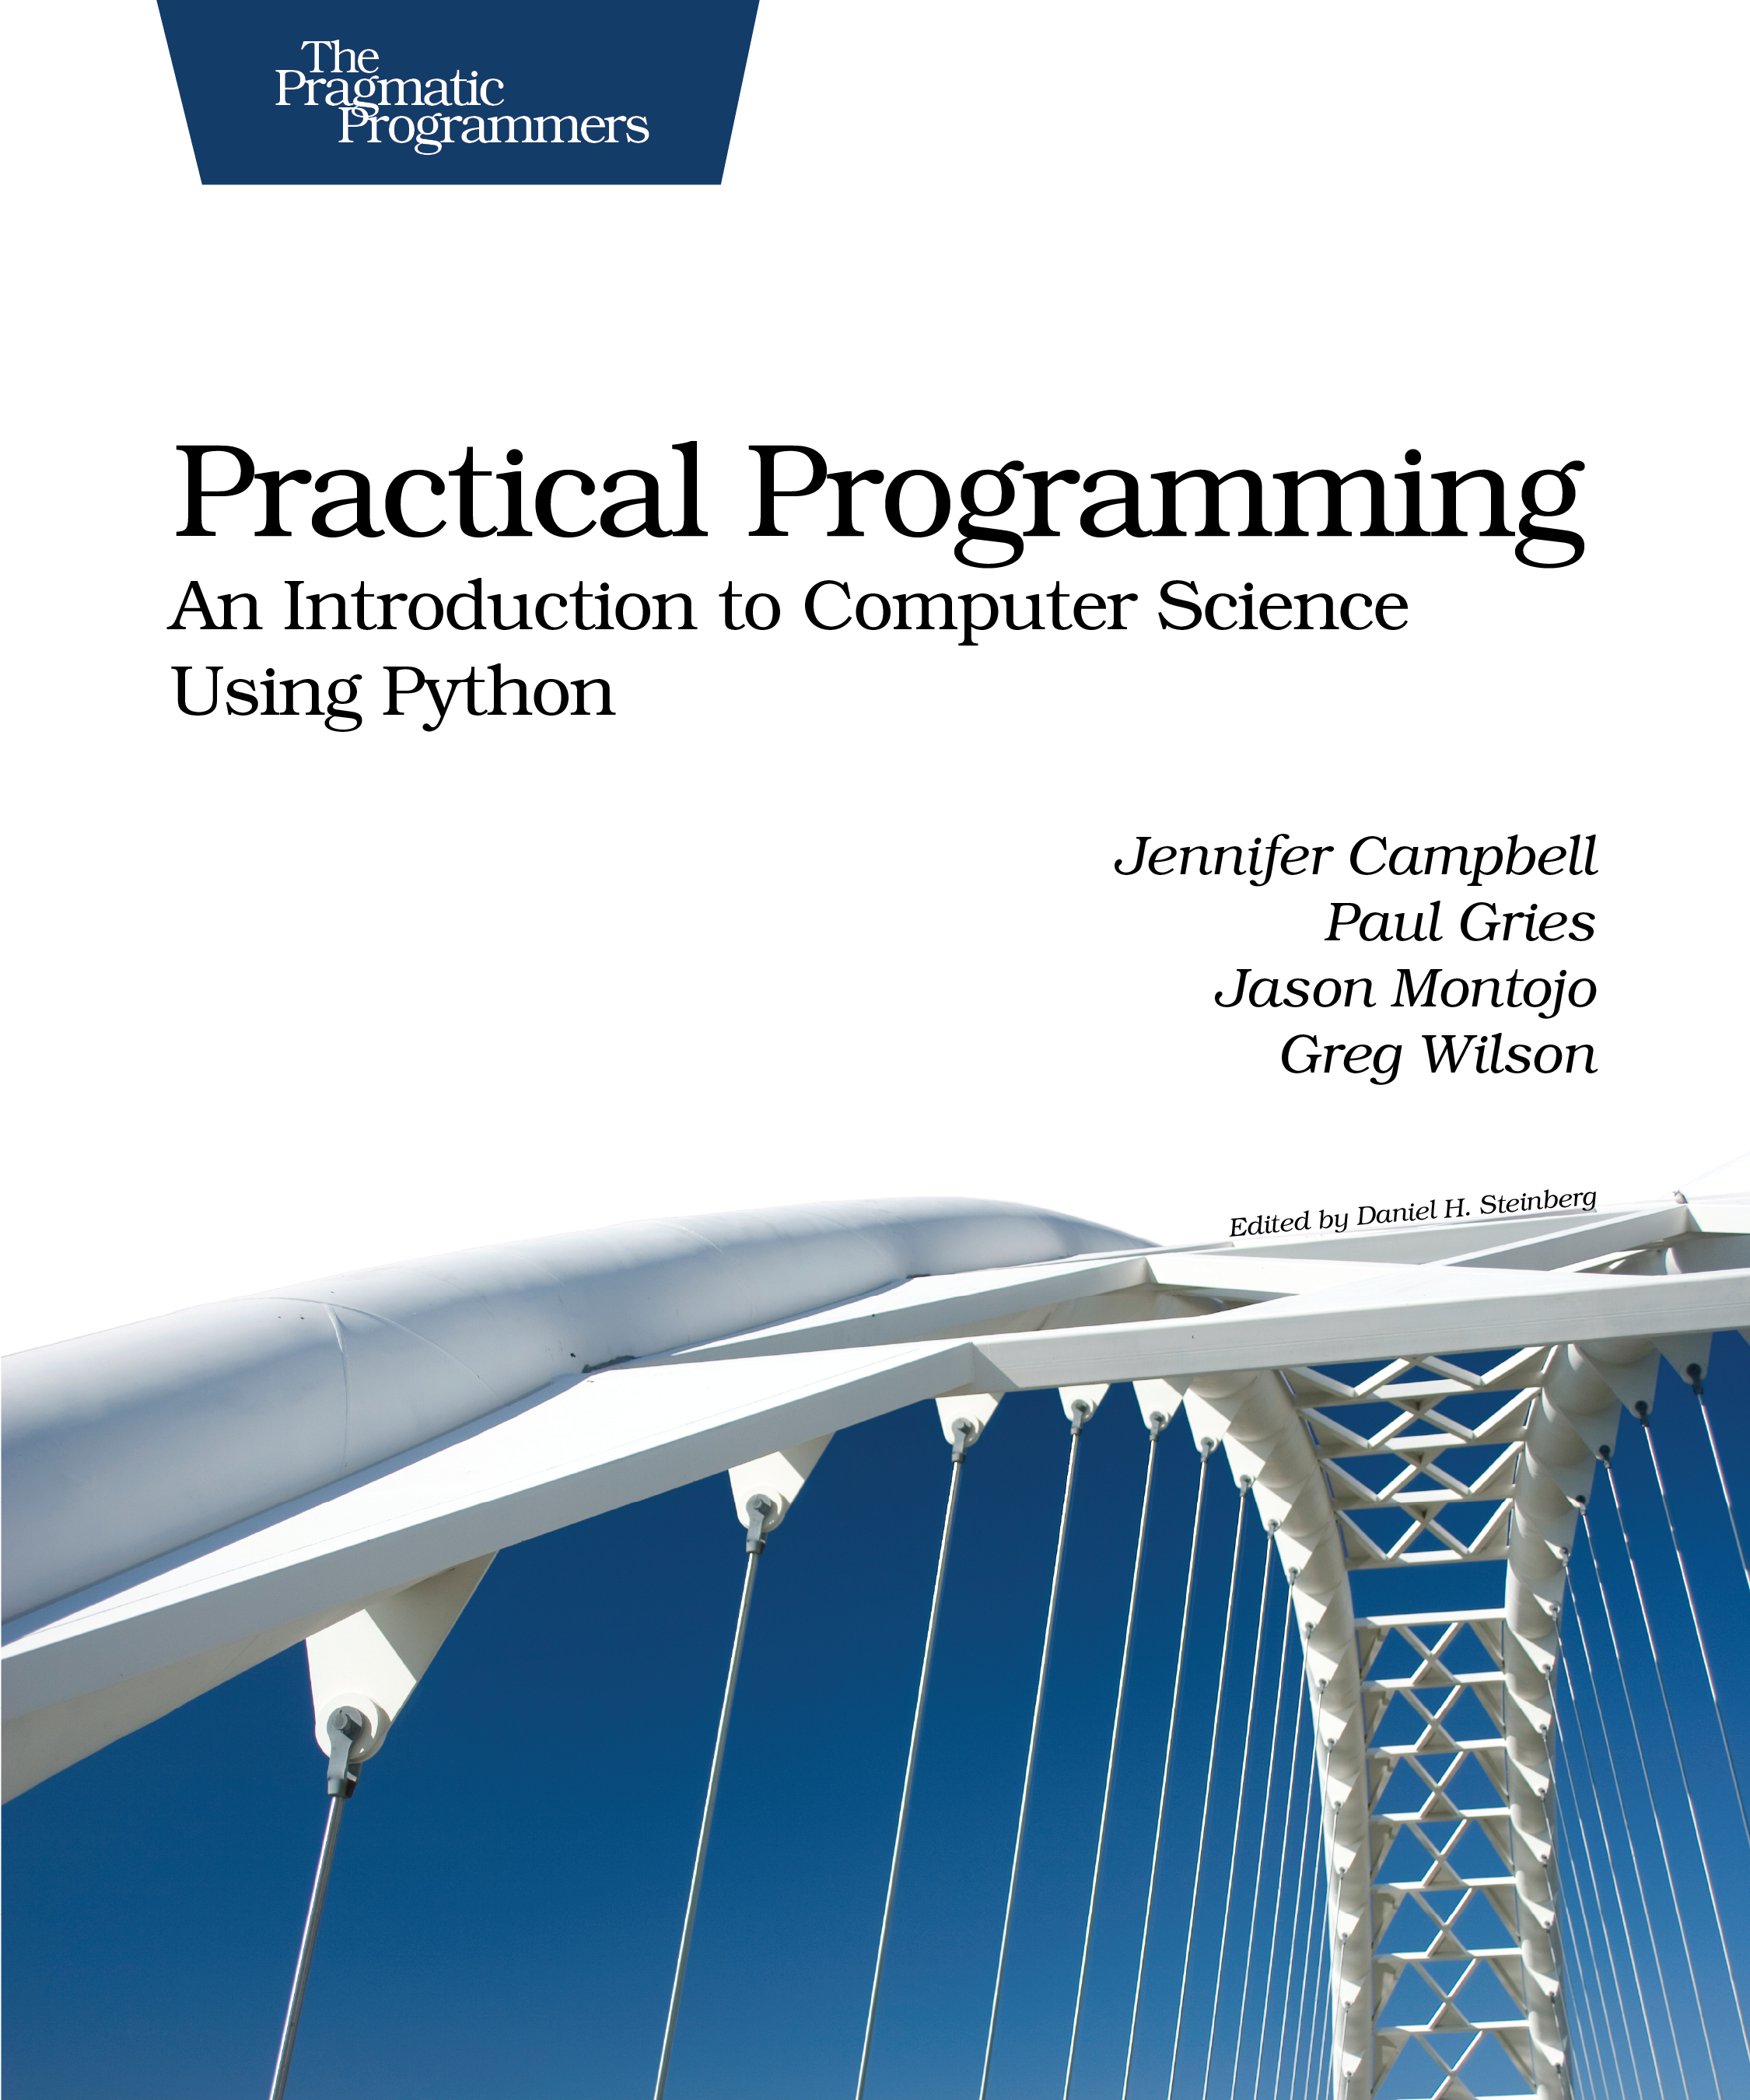 The
Pragmatic
Programmers
Practical Programming
An Introduction to Computer Science
Using Python
Jennifer Campbell
Paul Gries
Jason Montojo
Greg Wilson
Edited by Daniel H. Steinberg